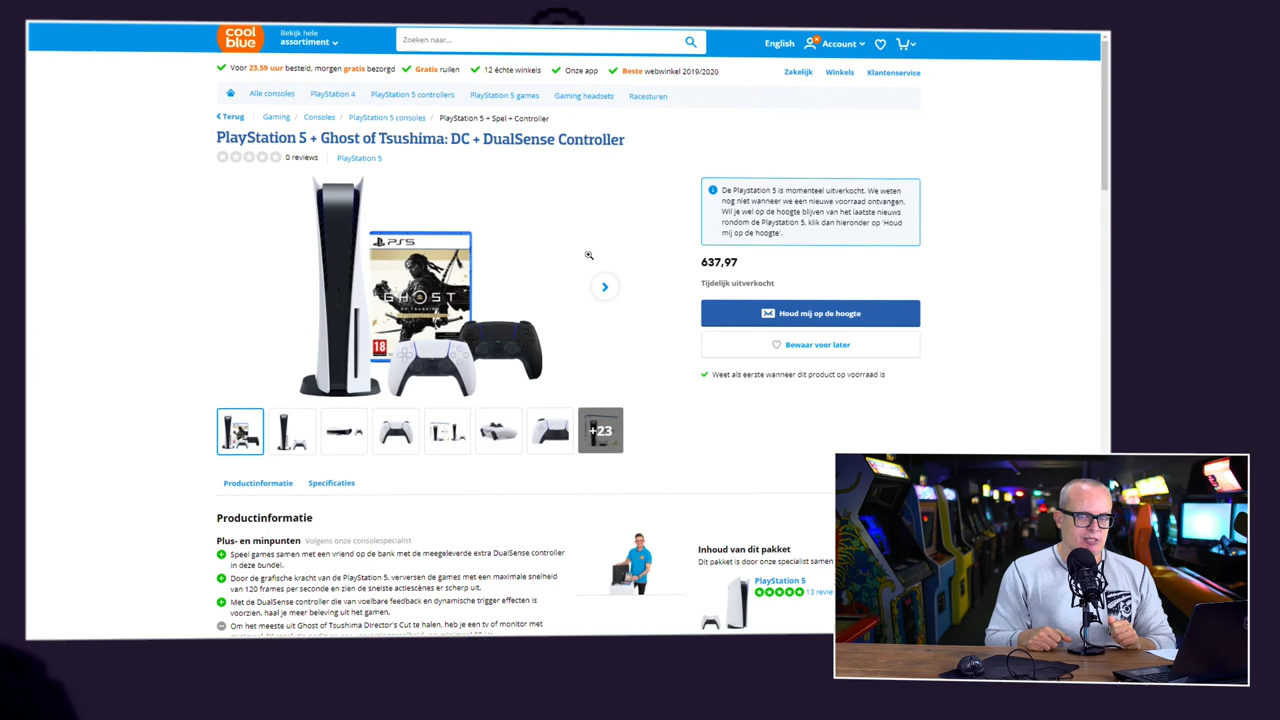 cool
blue
Bekijk hele
assortiment
Zoeken naar...
English
Account
Voor 23.59 uur besteld, morgen gratis bezorgd
Gratis ruilen
12 échte winkels
Onze app
Beste webwinkel 2019/2020
Zakelijk
Winkels
Klantenservice
Alle consoles
PlayStation 4
PlayStation 5 controllers
PlayStation 5 games
Gaming headsets
Racesturen
Terug
Gaming / Consoles / PlayStation 5 consoles / PlayStation 5 + Spel + Controller
PlayStation 5 + Ghost of Tsushima: DC + DualSense Controller
0 reviews
PlayStation 5
De Playstation 5 is momenteel uitverkocht. We weten
nog niet wanneer we een nieuwe voorraad ontvangen.
Wil je wel op de hoogte blijven van het laatste nieuws
rondom de Playstation 5, klik dan hieronder op 'Houd
mij op de hoogte'.
PS5
GHOST
OF TSUSHIMA
18
637,97
Tijdelijk uitverkocht
Houd mij op de hoogte
Bewaar voor later
Weet als eerste wanneer dit product op voorraad is
+23
Productinformatie
Specificaties
Productinformatie
Plus- en minpunten Volgens onze consolespecialist
Speel games samen met een vriend op de bank met de meegeleverde extra DualSense controller
in deze bundel.
Door de grafische kracht van de PlayStation 5, verversen de games met een maximale snelheid
van 120 frames per seconde en zien de snelste actiescènes er scherp uit.
Met de DualSense controller die van voelbare feedback en dynamische trigger effecten is
voorzien, haal je meer beleving uit het gamen.
Om het meeste uit Ghost of Tsushima Director's Cut te halen, heb je een tv of monitor met
Inhoud van dit pakket
Dit pakket is door onze specialist samen
PlayStation 5
13 revie